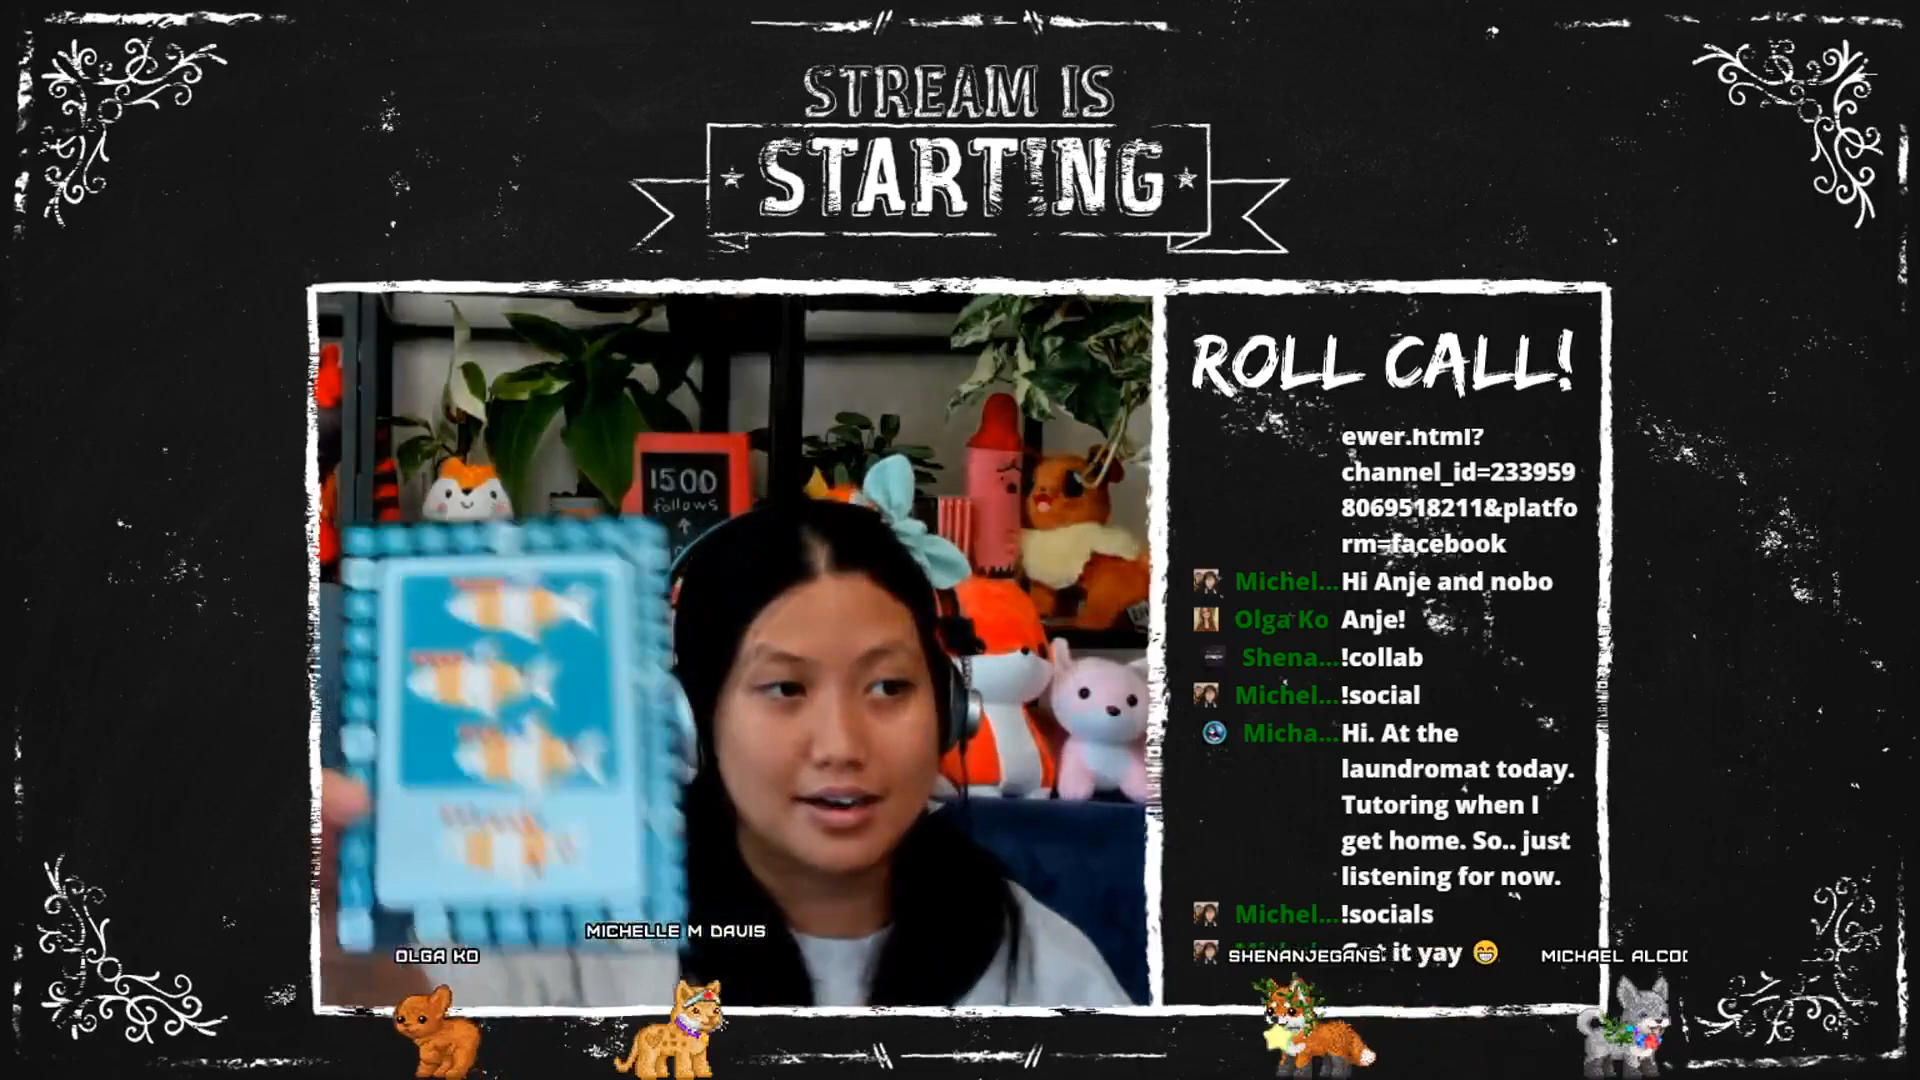 STREAM IS
STARTING
1500
follows
ROLL CALL!
ewer.html?
channel_id=233959
8069518211&platfo
rm=facebook
Michel... Hi Anje and nobo
Olga Ko Anje!
Shena... !collab
Michel... !social
Micha... Hi. At the
laundromat today.
Tutoring when I
get home. So.. just
listening for now.
Michel... !socials
it yay 😁
MICHELLE M DAVIS
OLGA KO
SHENANJEGANS
MICHAEL ALCO